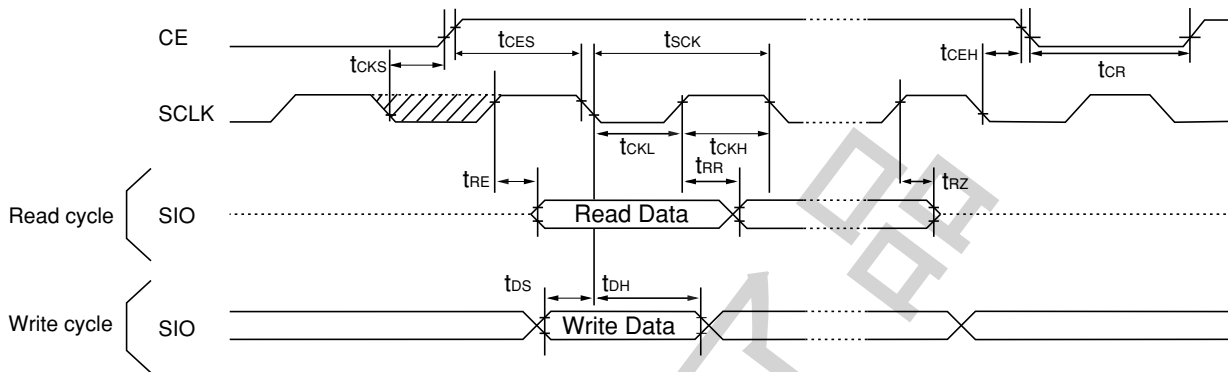 CE
tCES
tSCK
tCKS
tCEH
tCR
SCLK
tCKL
tCKH
tRE
tRR
tRZ
Read cycle
SIO
Read Data
tDS
tDH
Write cycle
SIO
Write Data